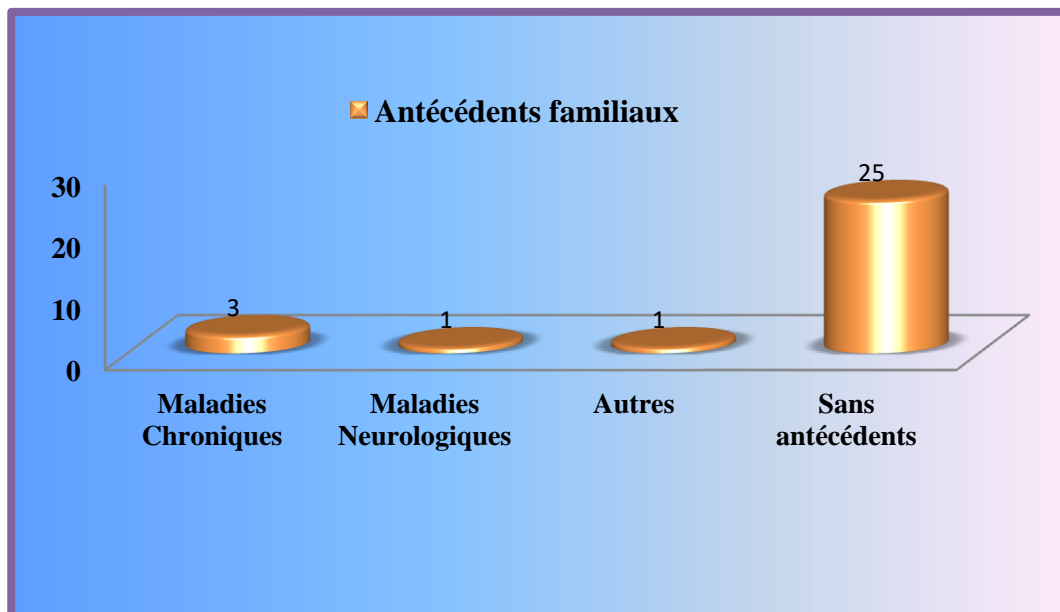 Antécédents familiaux
30
20
10
0
3
1
1
25
Maladies
Chroniques
Maladies
Neurologiques
Autres
Sans
antécédents